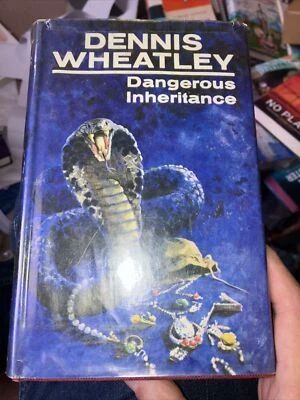 DENNIS
WHEATLEY
Dangerous
Inheritance
NO PLA